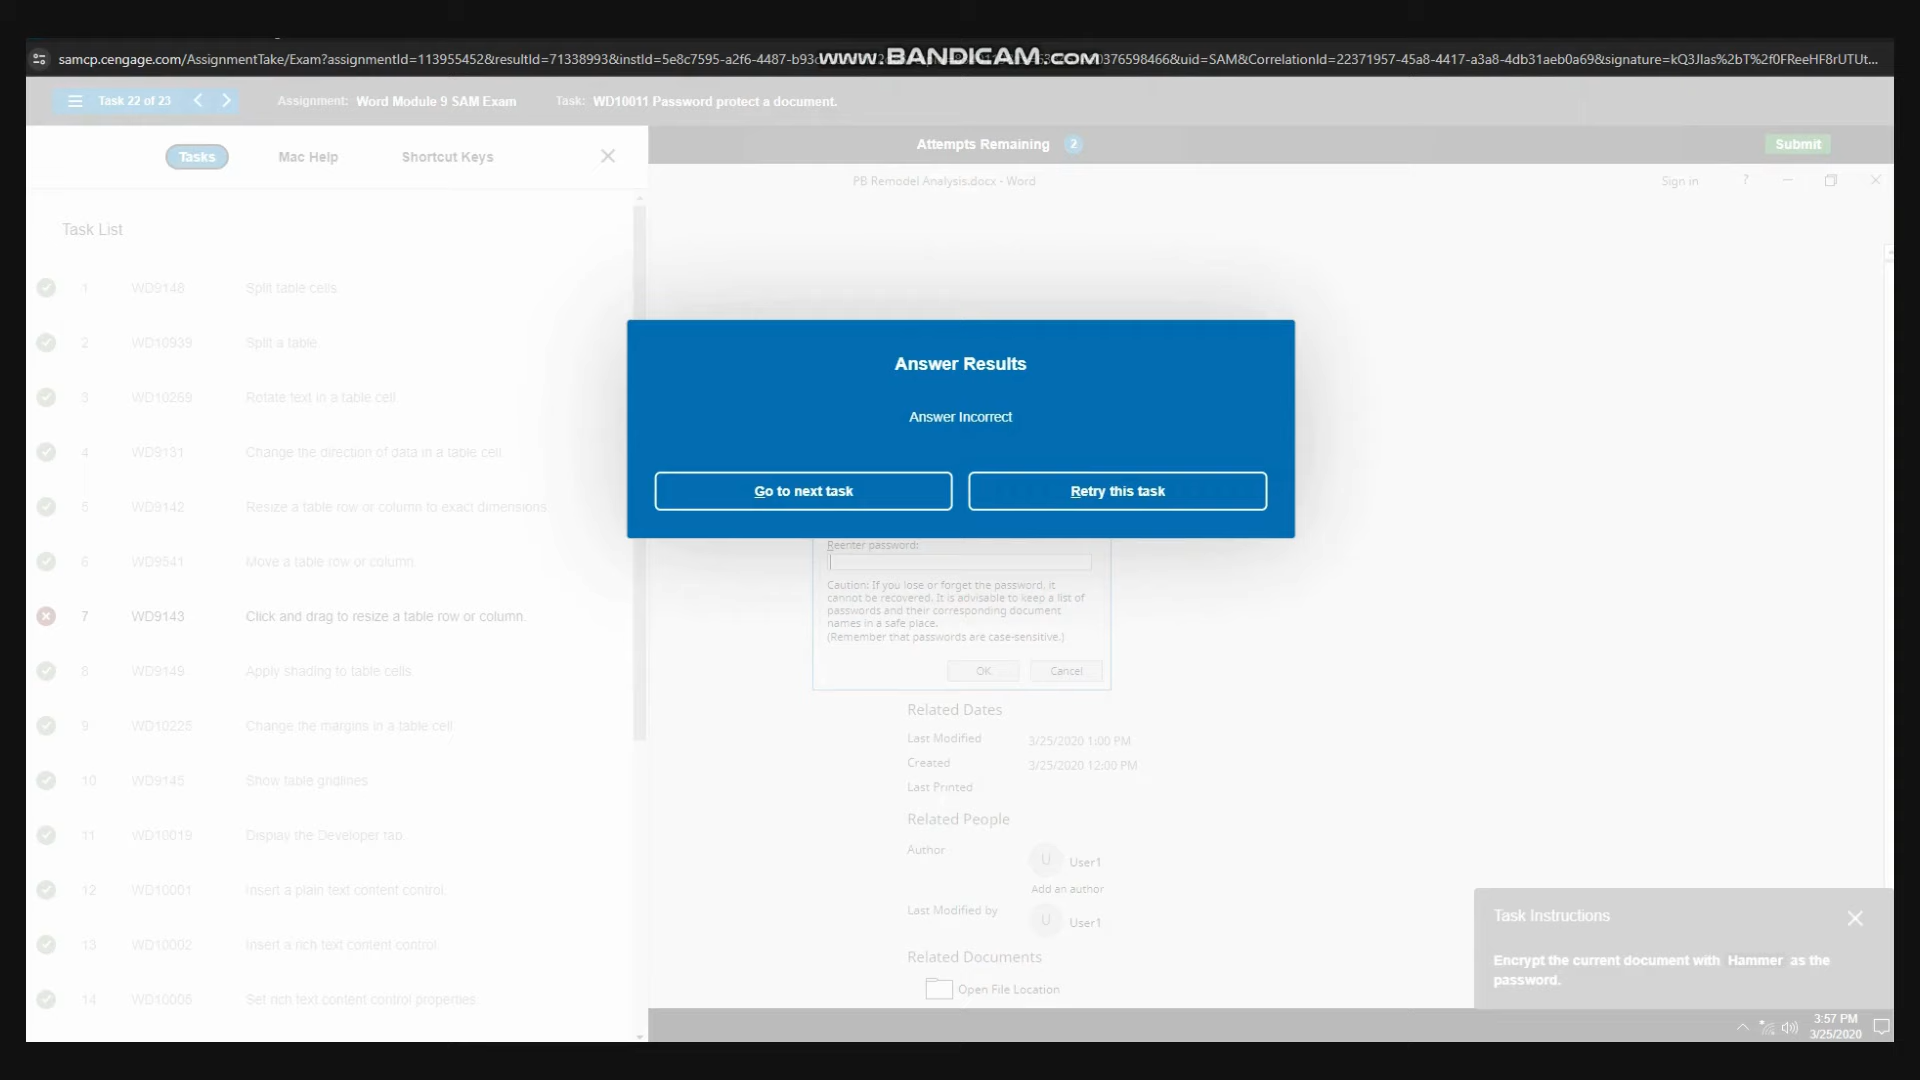 samcp.cengage.com/AssignmentTake/Exam?assignmentId=113955452&resultId=71338993&instId=5e8c7595-a2f6-4487-b93
www.BANDICAM.com
0376598466&uid=SAM&CorrelationId=22371957-45a8-4417-a3a8-4db31aeb0a69&signature=kQ3JIas%2bT%2f0FReeHF8rUTUt...
Task 22 of 23
Assignment: Word Module 9 SAM Exam
Task: WD10011 Password protect a document.
Tasks
Mac Help
Shortcut Keys
Attempts Remaining 2
Submit
PB Remodel Analysis.docx - Word
Sign in ?
Task List
1 WD9148 Split table cells.
2 WD10939 Split a table
3 WD10269 Rotate text in a table cell.
4 WD9131 Change the direction of data in a table cell.
5 WD9142 Resize a table row or column to exact dimensions.
6 WD9541 Move a table row or column.
7 WD9143 Click and drag to resize a table row or column.
8 WD9149 Apply shading to table cells
9 WD10225 Change the margins in a table cell
10 WD9145 Show table gridlines
11 WD10019 Display the Developer tab.
12 WD10001 Insert a plain text content control.
13 WD10002 Insert a rich text content control
14 WD10005 Set rich text content control properties.
Answer Results
Answer Incorrect
Go to next task
Retry this task
Reenter password:
Caution: If you lose or forget the password, it
cannot be recovered. It is advisable to keep a list of
passwords and their corresponding document
names in a safe place.
(Remember that passwords are case-sensitive.)
OK
Cancel
Related Dates
Last Modified 3/25/2020 1:00 PM
Created 3/25/2020 12:00 PM
Last Printed
Related People
Author U User1
Add an author
Last Modified by U User1
Related Documents
Open File Location
Task Instructions
Encrypt the current document with Hammer as the
password.
3:57 PM
3/25/2020